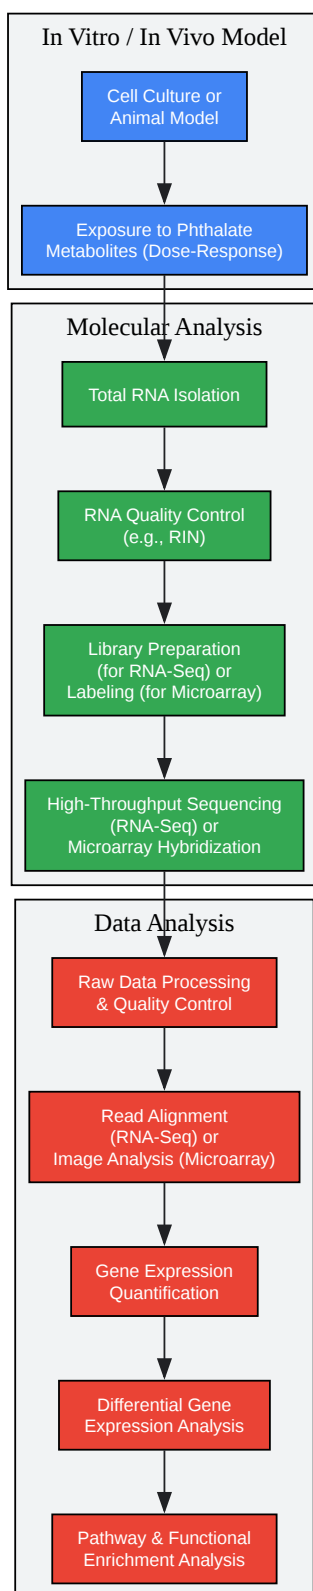 In Vitro / In Vivo Model
Cell Culture or
Animal Model
Exposure to Phthalate
Metabolites (Dose-Response)
Molecular Analysis
Total RNA Isolation
RNA Quality Control
(e.g., RIN)
Library Preparation
(for RNA-Seq) or
Labeling (for Microarray)
High-Throughput Sequencing
(RNA-Seq) or
Microarray Hybridization
Data Analysis
Raw Data Processing
& Quality Control
Read Alignment
(RNA-Seq) or
Image Analysis (Microarray)
Gene Expression
Quantification
Differential Gene
Expression Analysis
Pathway & Functional
Enrichment Analysis